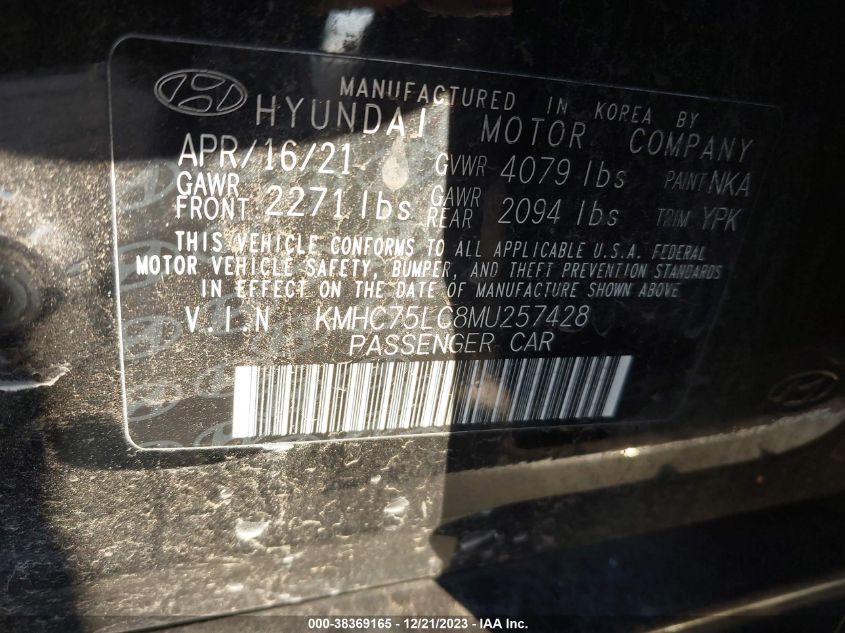 MANUFACTURED IN KOREA BY
HYUNDAI MOTOR COMPANY
APR/16/21 GVWR 4079 lbs PAINT NKA
GAWR FRONT 2271 lbs GAWR REAR 2094 lbs TRIM YPK
THIS VEHICLE CONFORMS TO ALL APPLICABLE U.S.A. FEDERAL
MOTOR VEHICLE SAFETY, BUMPER, AND THEFT PREVENTION STANDARDS
IN EFFECT ON THE DATE OF MANUFACTURE SHOWN ABOVE
V.I.N KMHC75LC8MU257428
PASSENGER CAR
000-38369165 - 12/21/2023 - IAA Inc.